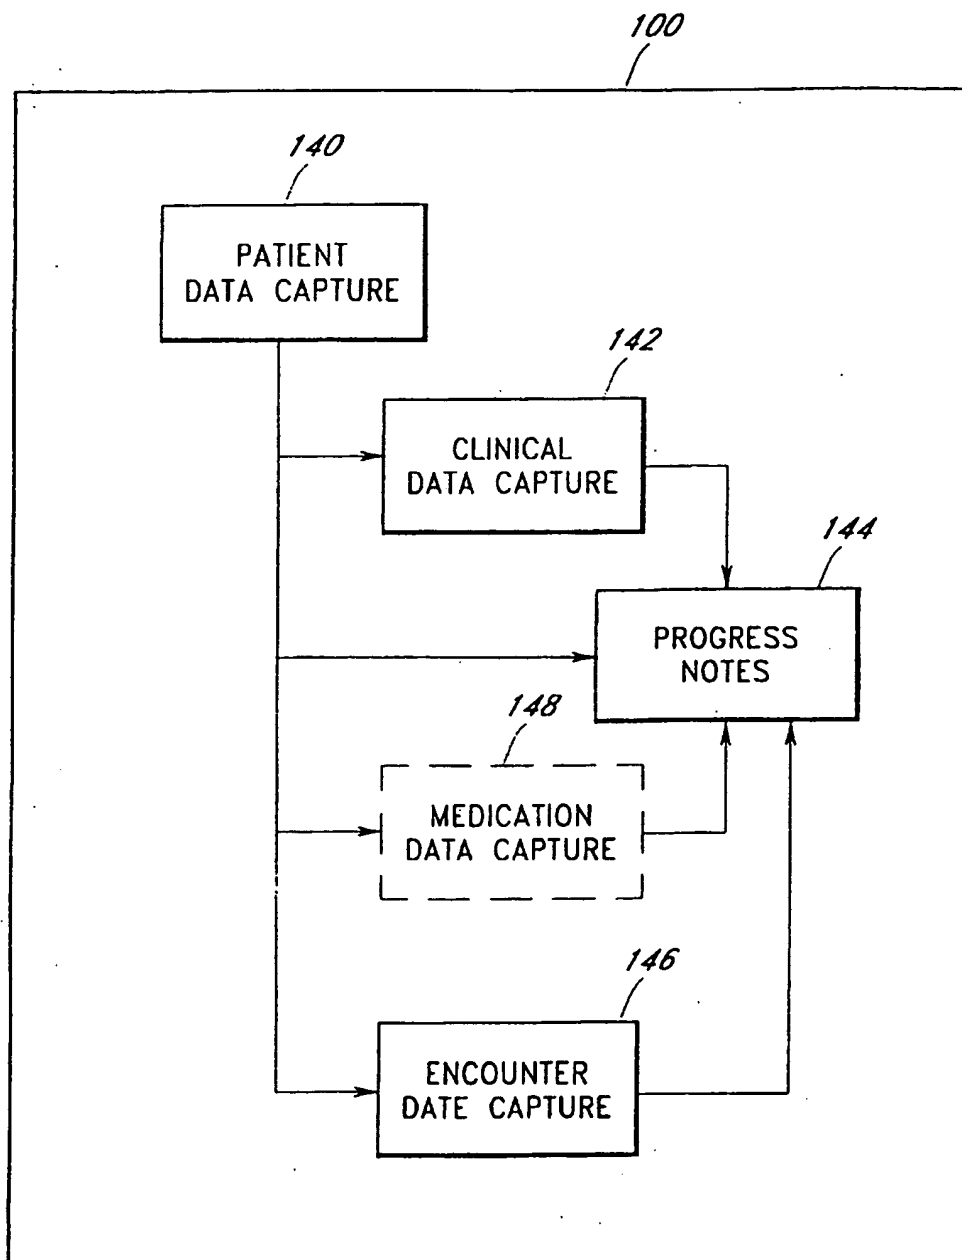 100
140
PATIENT
DATA CAPTURE
142
CLINICAL
DATA CAPTURE
144
PROGRESS
NOTES
148
MEDICATION
DATA CAPTURE
146
ENCOUNTER
DATE CAPTURE